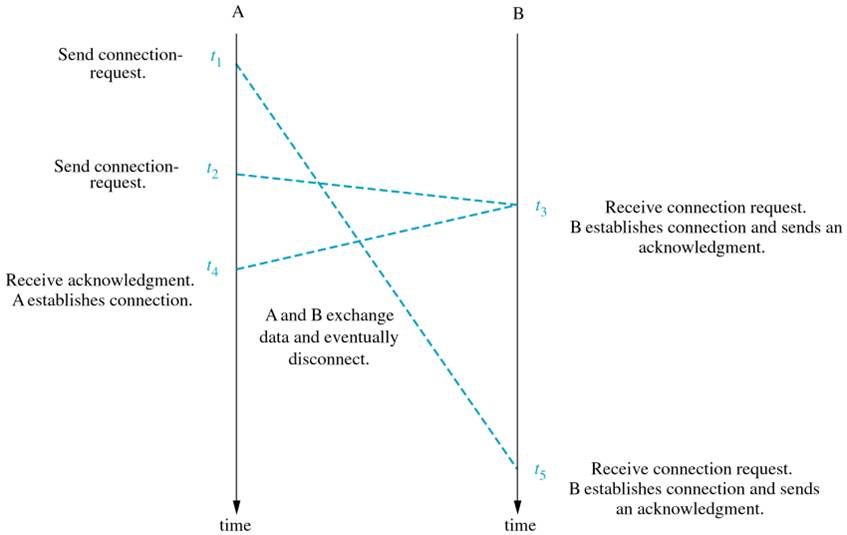 A
B
Send connection-
request.
t1
Send connection-
request.
t2
t3
Receive connection request.
B establishes connection and sends an
acknowledgment.
t4
Receive acknowledgment.
A establishes connection.
A and B exchange
data and eventually
disconnect.
t5
Receive connection request.
B establishes connection and sends
an acknowledgment.
time
time